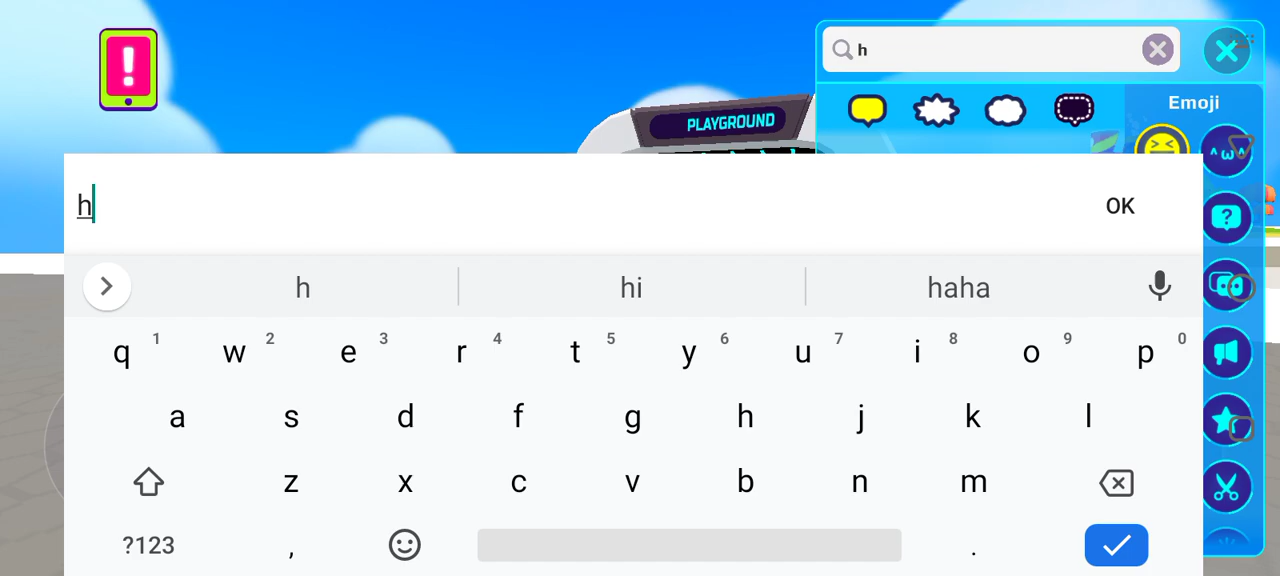 h
Emoji
PLAYGROUND
^ω^
?
h
OK
h hi haha
q 1 w 2 e 3 r 4 t 5 y 6 u 7 i 8 o 9 p 0
a s d f g h j k l
z x c v b n m
?123 , .